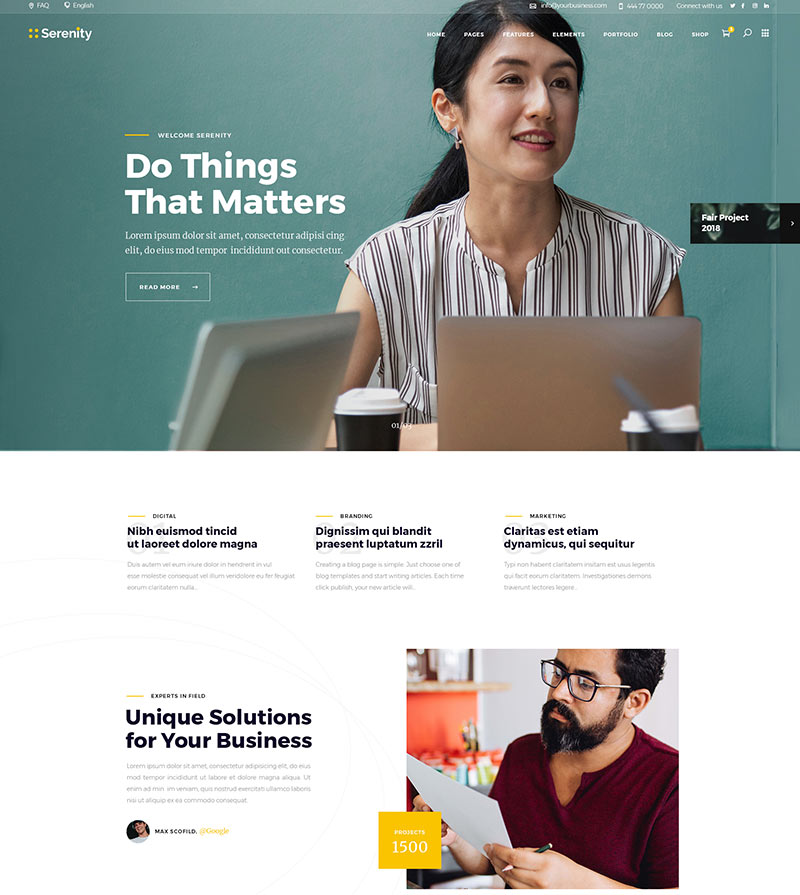 FAQ English info@yourbusiness.com 444 77 0000 Connect with us
Serenity HOME PAGES FEATURES ELEMENTS PORTFOLIO BLOG SHOP
WELCOME SERENITY
Do Things
That Matters
Lorem ipsum dolor sit amet, consectetur adipisi cing
elit, do eius mod tempor incididunt out consectetur.
READ MORE
Fair Project
2018
01/03
01
DIGITAL
Nibh euismod tincid
ut laoreet dolore magna
Duis autem vel eum iriure dolor in hendrerit in vul
esse molestie consequat vel illum vendolore eu fer feugiat
eorum claritatem nulla...
02
BRANDING
Dignissim qui blandit
praesent luptatum zzril
Creating a blog page is simple. Just choose one of
blog templates and start writing articles. Each time
click publish, your new article will...
03
MARKETING
Claritas est etiam
dynamicus, qui sequitur
Typi non habent claritatem insitam est usus legentis
qui facit eorum claritatem. Investigationes demons
traverunt lectores legere...
EXPERTS IN FIELD
Unique Solutions
for Your Business
Lorem ipsum dolor sit amet, consectetur adipisicing elit, do eius
mod tempor incididunt ut labore et dolore magna aliqua. Ut
enim ad min im veniam, quis nostrud exercitati ullamco laboris
nisi ut aliquip ex ea commodo consequat.
MAX SCOFILD, @Google
PROJECTS
1500